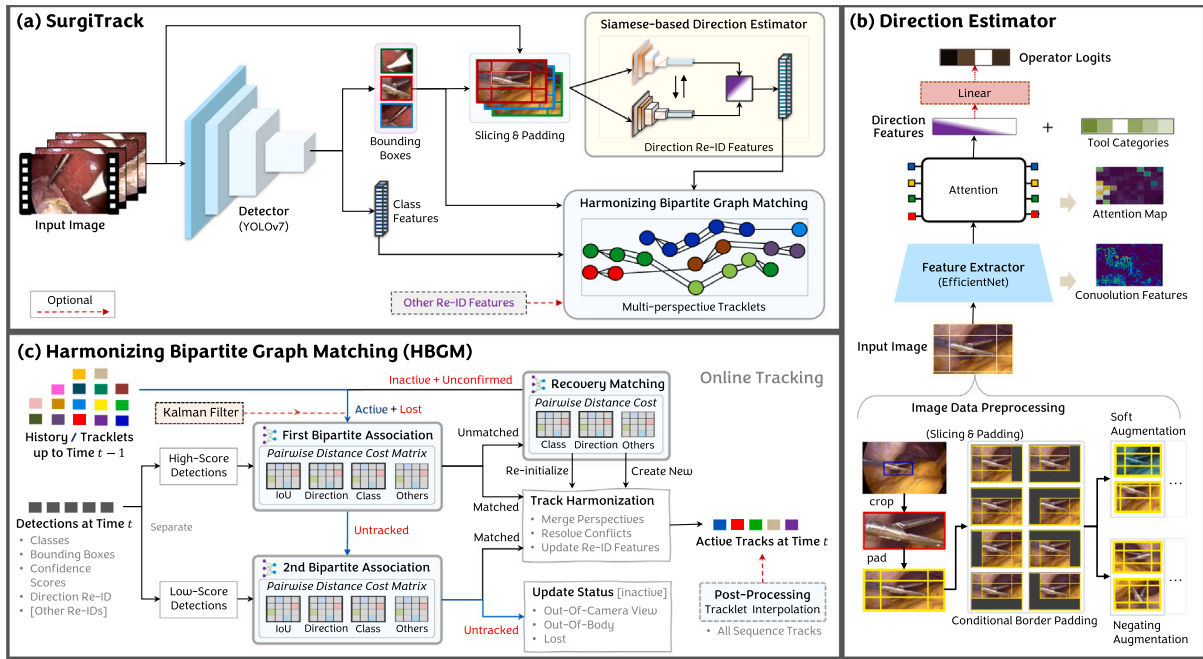 (a) SurgiTrack
Input Image
Detector
(YOLOv7)
Bounding
Boxes
Class
Features
Slicing & Padding
Siamese-based Direction Estimator
Direction Re-ID Features
Harmonizing Bipartite Graph Matching
Multi-perspective Tracklets
Other Re-ID Features
Optional
(b) Direction Estimator
Operator Logits
Linear
Direction
Features
+
Tool Categories
Attention
Attention Map
Feature Extractor
(EfficientNet)
Convolution Features
Input Image
Image Data Preprocessing
(Slicing & Padding)
crop
pad
Conditional Border Padding
Soft
Augmentation
...
...
Negating
Augmentation
(c) Harmonizing Bipartite Graph Matching (HBGM)
Online Tracking
History / Tracklets
up to Time t − 1
Kalman Filter
Inactive + Unconfirmed
Active + Lost
Detections at Time t
• Classes
• Bounding Boxes
• Confidence
Scores
• Direction Re-ID
• [Other Re-IDs]
Separate
High-Score
Detections
Low-Score
Detections
First Bipartite Association
Pairwise Distance Cost Matrix
IoU Direction Class Others
Untracked
2nd Bipartite Association
Pairwise Distance Cost Matrix
IoU Direction Class Others
Unmatched
Matched
Matched
Untracked
Recovery Matching
Pairwise Distance Cost
Class Direction Others
Re-initialize
Create New
Track Harmonization
• Merge Perspectives
• Resolve Conflicts
• Update Re-ID Features
Update Status [inactive]
• Out-Of-Camera View
• Out-Of-Body
• Lost
Active Tracks at Time t
Post-Processing
Tracklet Interpolation
• All Sequence Tracks